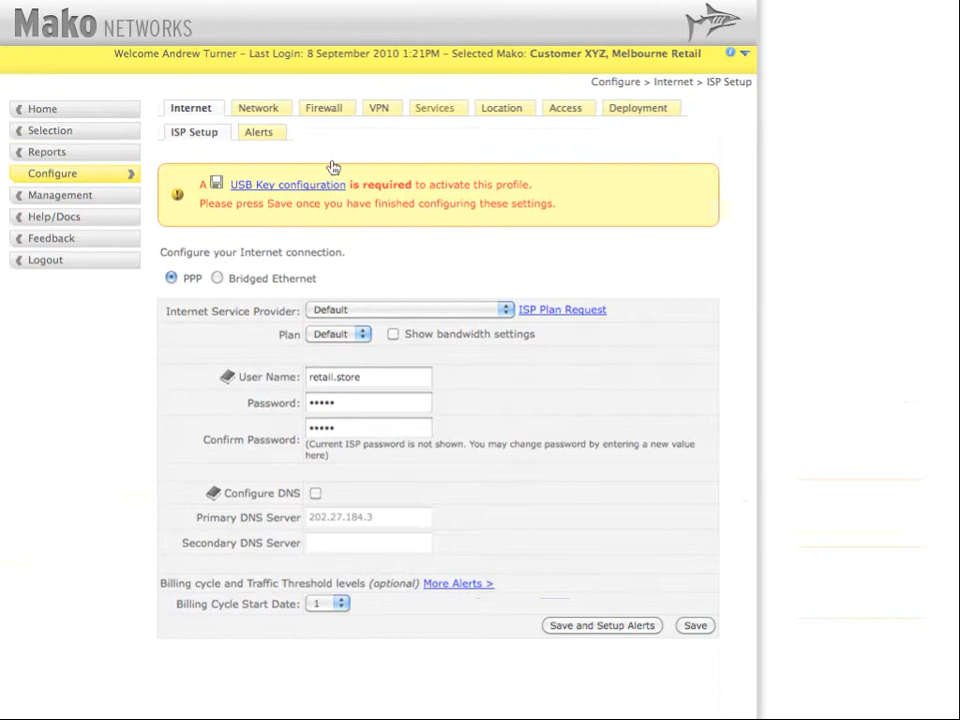 Mako NETWORKS
Welcome Andrew Turner - Last Login: 8 September 2010 1:21PM - Selected Mako: Customer XYZ, Melbourne Retail
Configure > Internet > ISP Setup
Home
Selection
Reports
Configure
Management
Help/Docs
Feedback
Logout
Internet Network Firewall VPN Services Location Access Deployment
ISP Setup Alerts
A USB Key configuration is required to activate this profile.
Please press Save once you have finished configuring these settings.
Configure your Internet connection.
PPP Bridged Ethernet
Internet Service Provider: Default ISP Plan Request
Plan Default Show bandwidth settings
User Name: retail.store
Password: •••••
Confirm Password: •••••
(Current ISP password is not shown. You may change password by entering a new value
here)
Configure DNS
Primary DNS Server 202.27.184.3
Secondary DNS Server
Billing cycle and Traffic Threshold levels (optional) More Alerts >
Billing Cycle Start Date: 1
Save and Setup Alerts Save